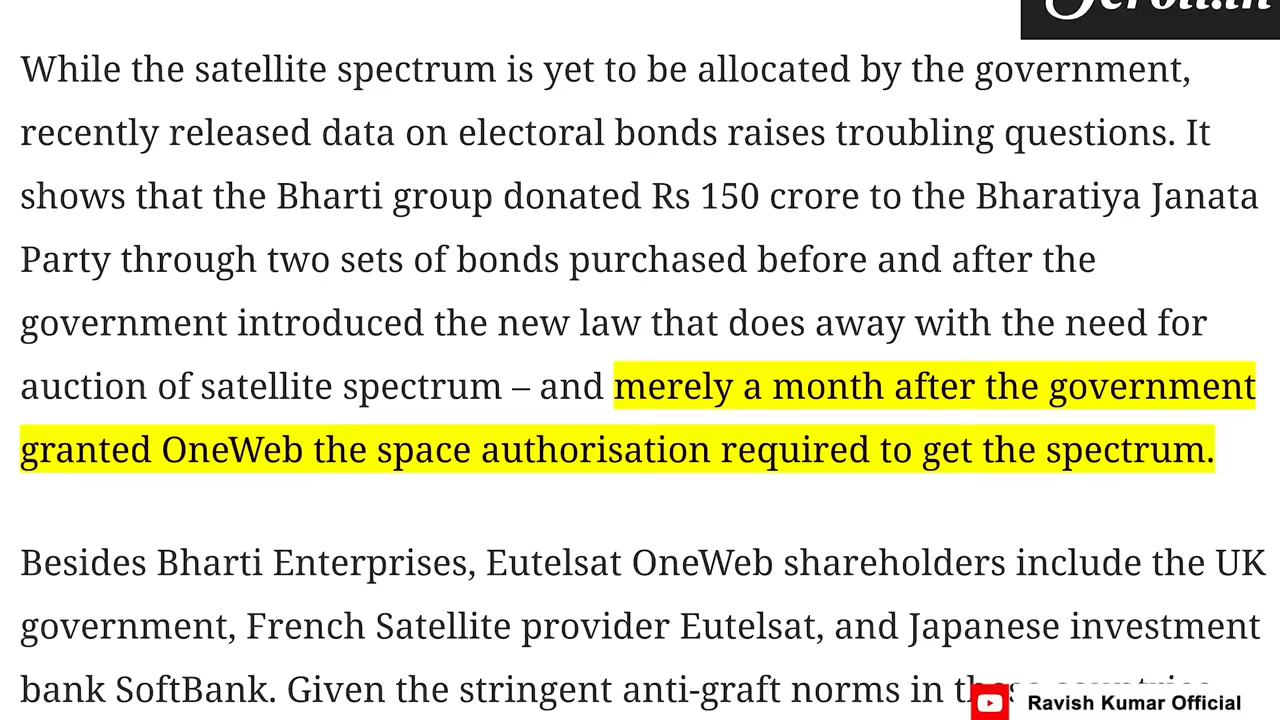 Scroll.in
While the satellite spectrum is yet to be allocated by the government,
recently released data on electoral bonds raises troubling questions. It
shows that the Bharti group donated Rs 150 crore to the Bharatiya Janata
Party through two sets of bonds purchased before and after the
government introduced the new law that does away with the need for
auction of satellite spectrum – and merely a month after the government
granted OneWeb the space authorisation required to get the spectrum.
Besides Bharti Enterprises, Eutelsat OneWeb shareholders include the UK
government, French Satellite provider Eutelsat, and Japanese investment
bank SoftBank. Given the stringent anti-graft norms in these countries
Ravish Kumar Official